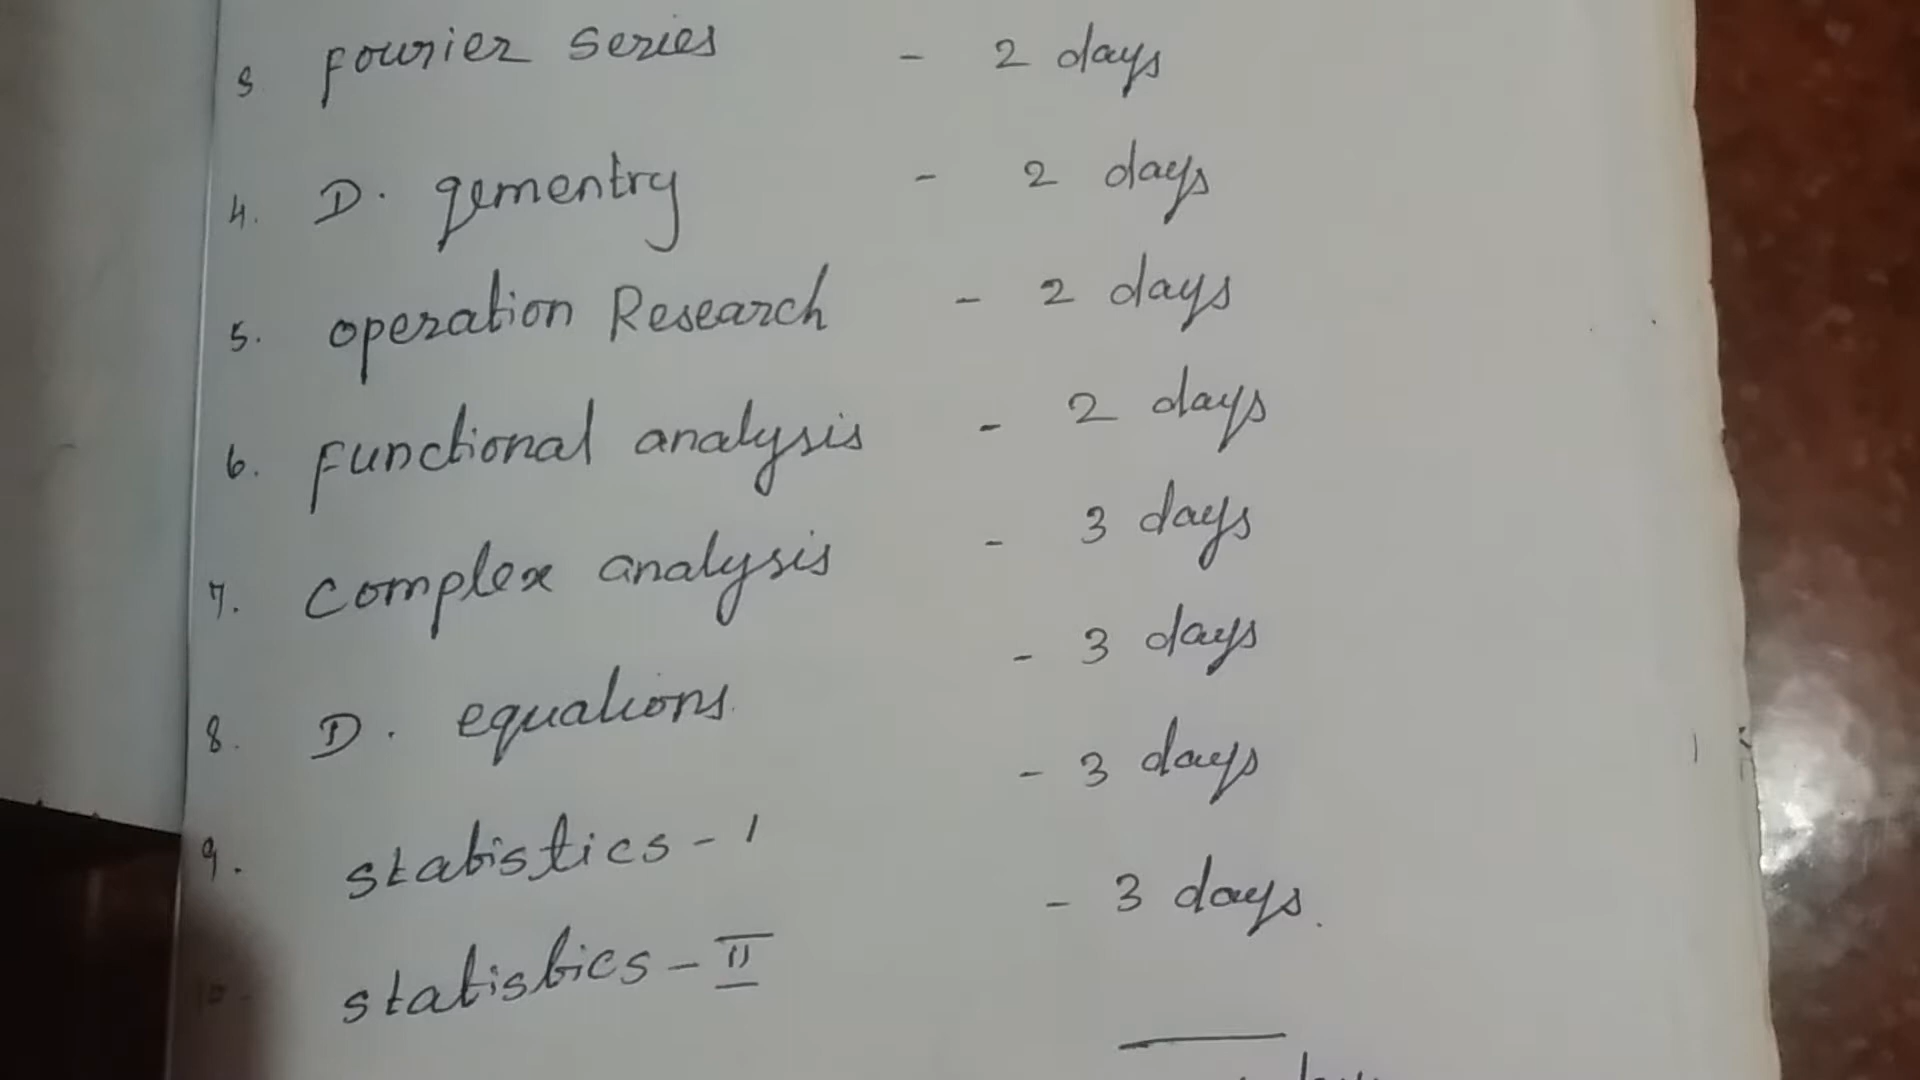 3 Fourier Series - 2 days
4. D. gementry - 2 days
5. operation Research - 2 days
6. Functional analysis - 2 days
7. Complex analysis - 3 days
8. D. equations - 3 days
9. statistics - I - 3 days
10. statistics - II - 3 days.